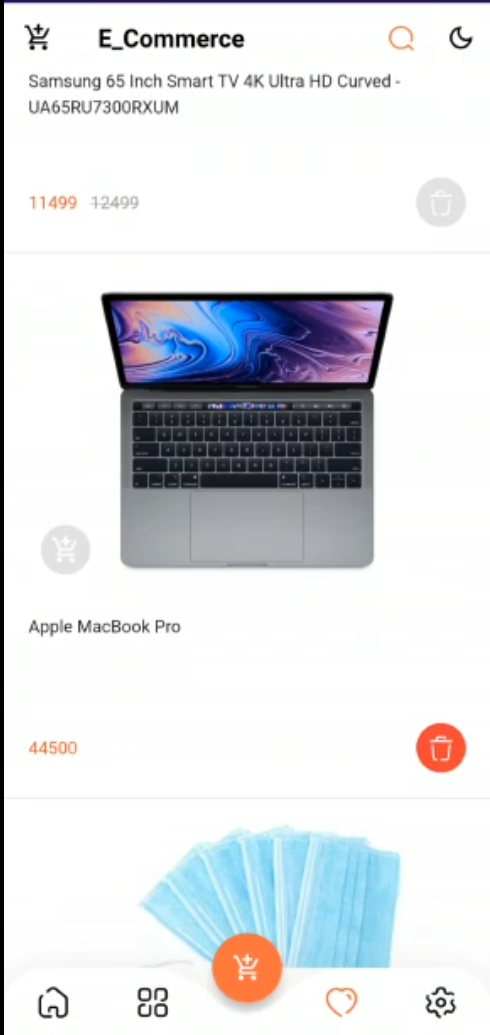 E_Commerce
Samsung 65 Inch Smart TV 4K Ultra HD Curved -
UA65RU7300RXUM
11499 12499
Apple MacBook Pro
44500